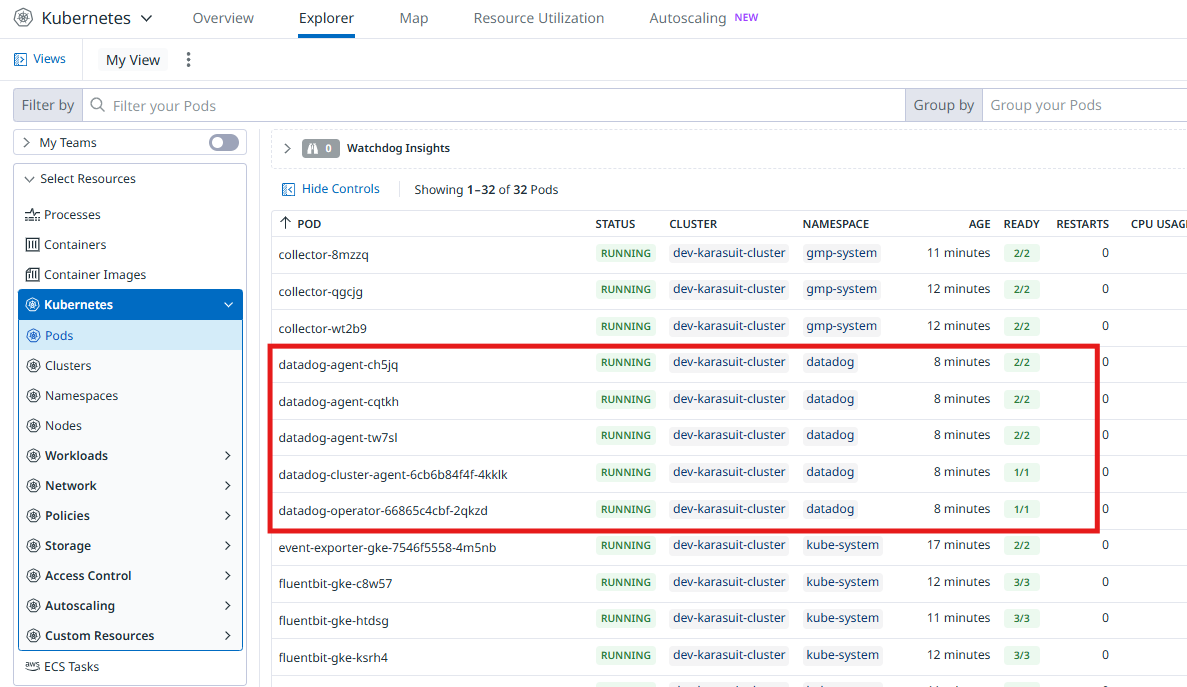 Kubernetes Overview Explorer Map Resource Utilization Autoscaling NEW
Views My View
Filter by Filter your Pods Group by Group your Pods
My Teams
Select Resources
Processes
Containers
Container Images
Kubernetes
Pods
Clusters
Namespaces
Nodes
Workloads
Network
Policies
Storage
Access Control
Autoscaling
Custom Resources
aws ECS Tasks
0 Watchdog Insights
Hide Controls Showing 1–32 of 32 Pods
POD STATUS CLUSTER NAMESPACE AGE READY RESTARTS CPU USAG
collector-8mzzq RUNNING dev-karasuit-cluster gmp-system 11 minutes 2/2 0
collector-qgcjg RUNNING dev-karasuit-cluster gmp-system 12 minutes 2/2 0
collector-wt2b9 RUNNING dev-karasuit-cluster gmp-system 12 minutes 2/2 0
datadog-agent-ch5jq RUNNING dev-karasuit-cluster datadog 8 minutes 2/2 0
datadog-agent-cqtkh RUNNING dev-karasuit-cluster datadog 8 minutes 2/2 0
datadog-agent-tw7sl RUNNING dev-karasuit-cluster datadog 8 minutes 2/2 0
datadog-cluster-agent-6cb6b84f4f-4kklk RUNNING dev-karasuit-cluster datadog 8 minutes 1/1 0
datadog-operator-66865c4cbf-2qkzd RUNNING dev-karasuit-cluster datadog 8 minutes 1/1 0
event-exporter-gke-7546f5558-4m5nb RUNNING dev-karasuit-cluster kube-system 17 minutes 2/2 0
fluentbit-gke-c8w57 RUNNING dev-karasuit-cluster kube-system 12 minutes 3/3 0
fluentbit-gke-htdsg RUNNING dev-karasuit-cluster kube-system 11 minutes 3/3 0
fluentbit-gke-ksrh4 RUNNING dev-karasuit-cluster kube-system 12 minutes 3/3 0